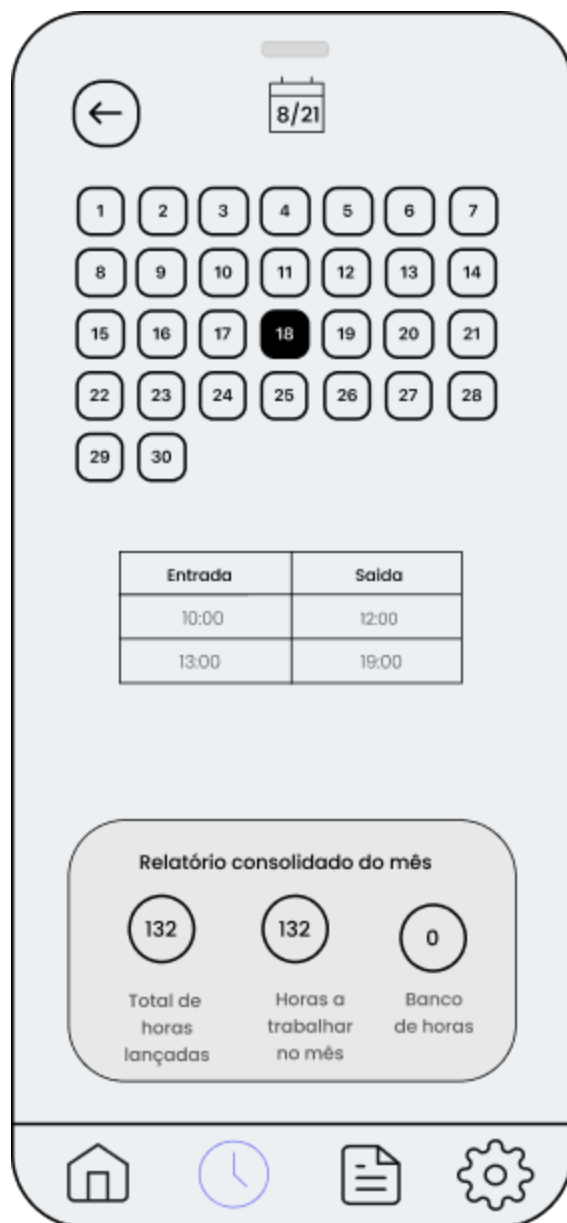 8/21
1 2 3 4 5 6 7
8 9 10 11 12 13 14
15 16 17 18 19 20 21
22 23 24 25 26 27 28
29 30
Entrada Saída
10:00 12:00
13:00 19:00
Relatório consolidado do mês
132 132 0
Total de
horas
lançadas
Horas a
trabalhar
no mês
Banco
de horas